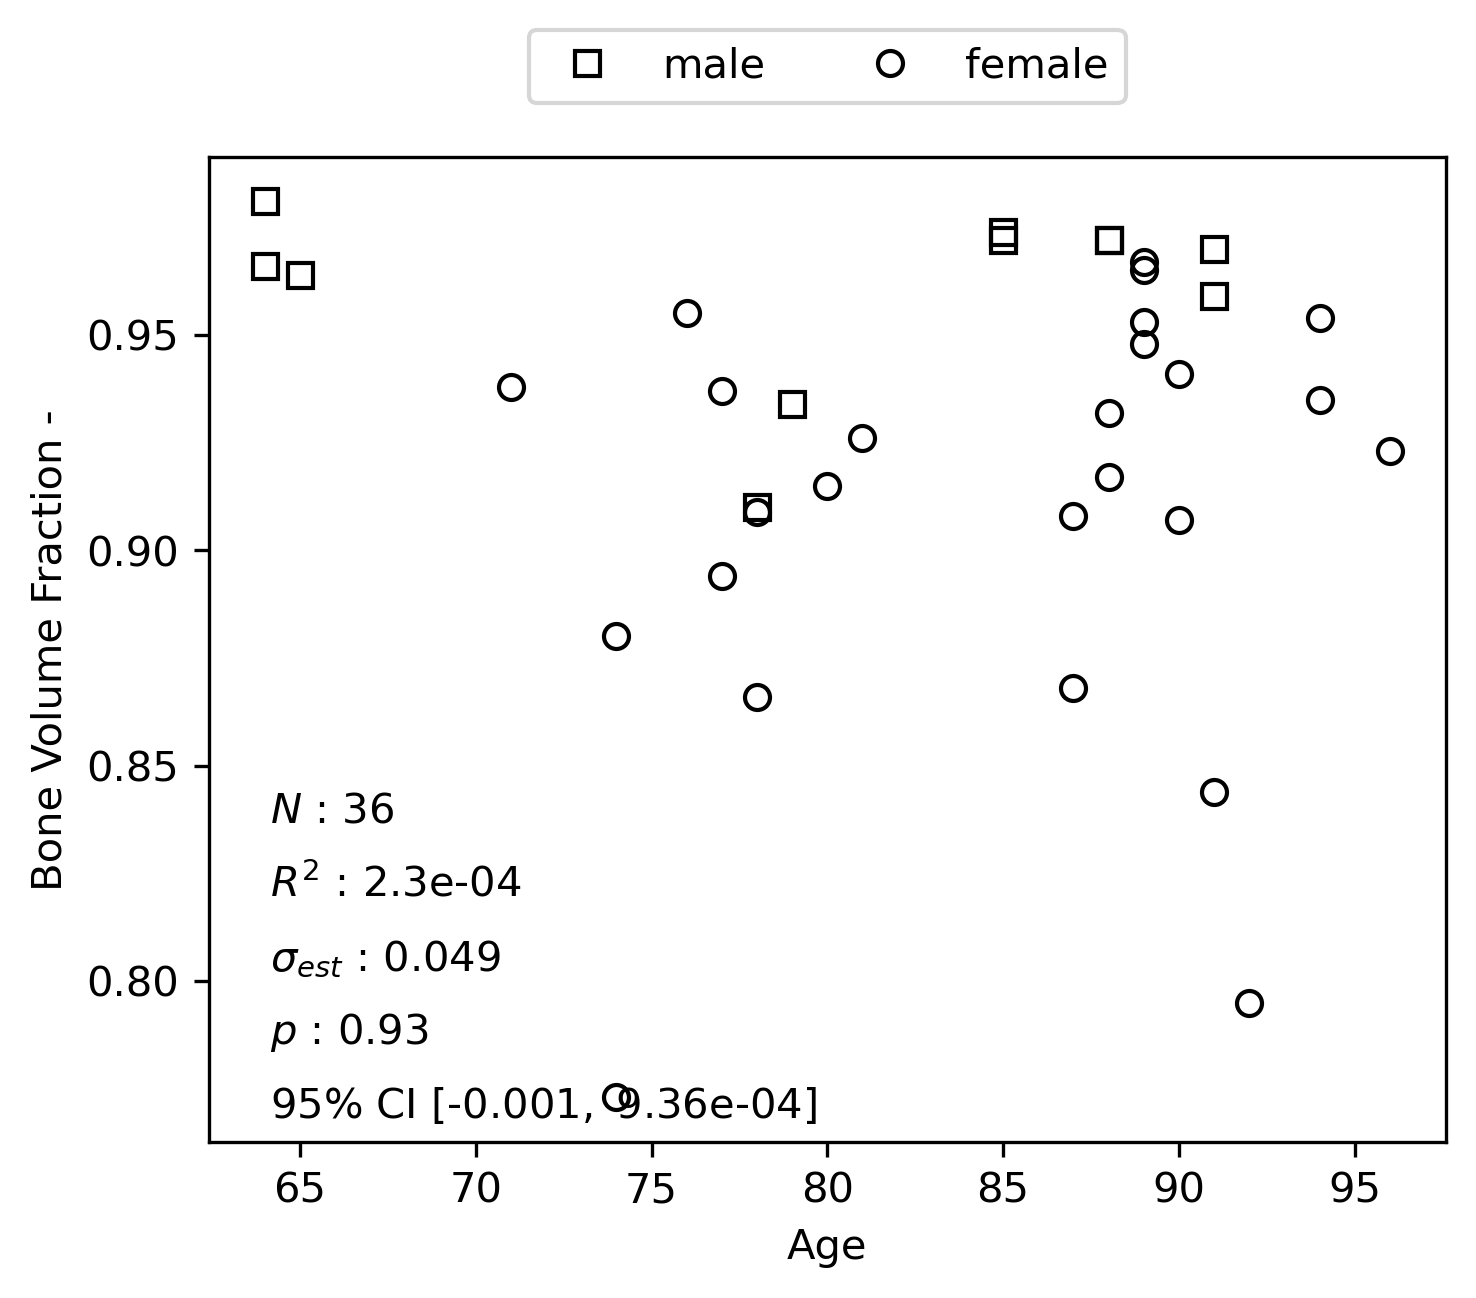 male female
0.95
0.90
0.85
0.80
Bone Volume Fraction -
N : 36
R² : 2.3e-04
σest : 0.049
p : 0.93
95% CI [-0.001, 9.36e-04]
65 70 75 80 85 90 95
Age